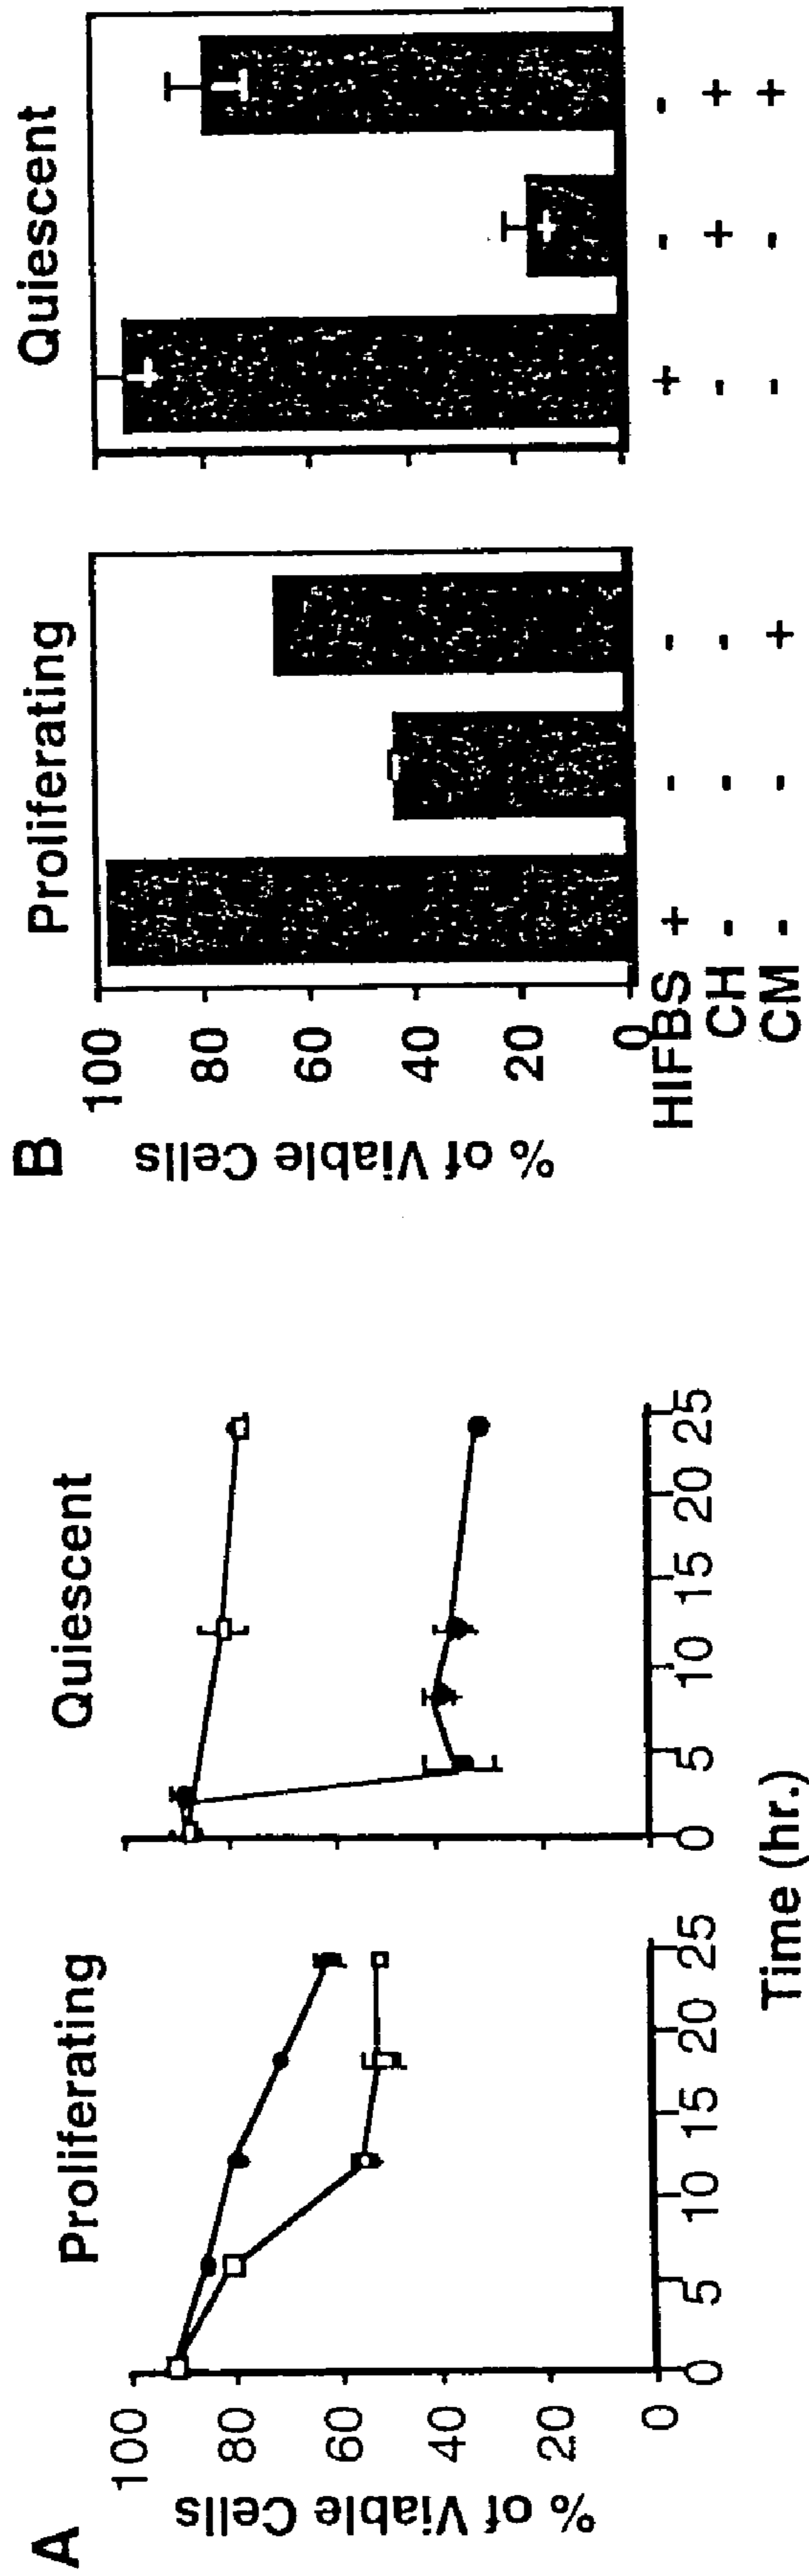 A
Proliferating
Quiescent
% of Viable Cells
100
80
60
40
20
0
0 5 10 15 20 25
0 5 10 15 20 25
Time (hr.)
B
Proliferating
Quiescent
% of Viable Cells
100
80
60
40
20
0
HIFBS + - - + - -
CH - - - - + +
CM - - + - - +